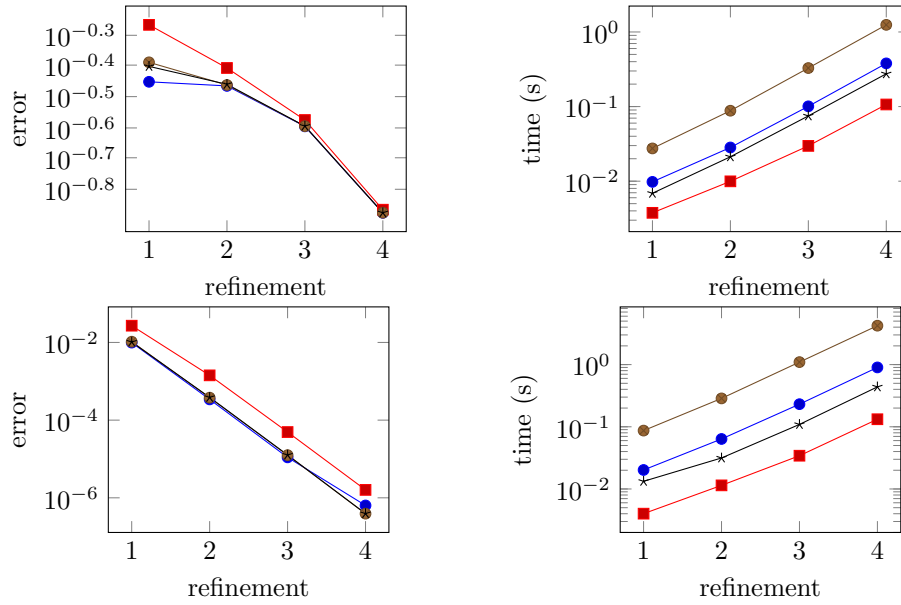 10^{-0.3}
10^{-0.4}
10^{-0.5}
10^{-0.6}
10^{-0.7}
10^{-0.8}
error
1 2 3 4
refinement
10^{0}
10^{-1}
10^{-2}
time (s)
1 2 3 4
refinement
10^{-2}
10^{-4}
10^{-6}
error
1 2 3 4
refinement
10^{0}
10^{-1}
10^{-2}
time (s)
1 2 3 4
refinement